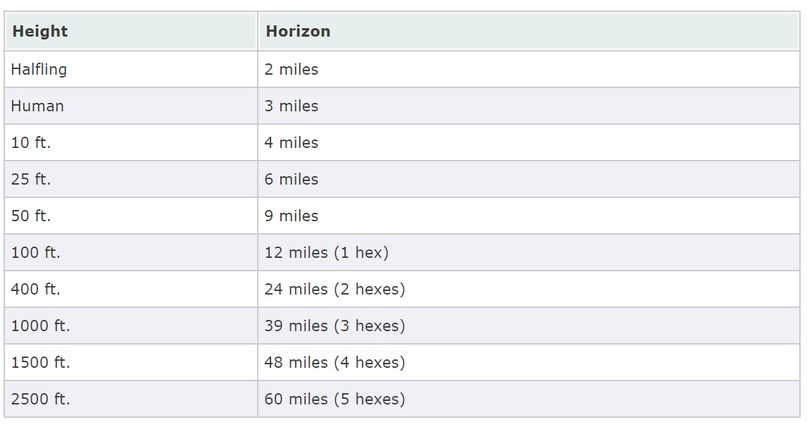 Height Horizon
Halfling 2 miles
Human 3 miles
10 ft. 4 miles
25 ft. 6 miles
50 ft. 9 miles
100 ft. 12 miles (1 hex)
400 ft. 24 miles (2 hexes)
1000 ft. 39 miles (3 hexes)
1500 ft. 48 miles (4 hexes)
2500 ft. 60 miles (5 hexes)